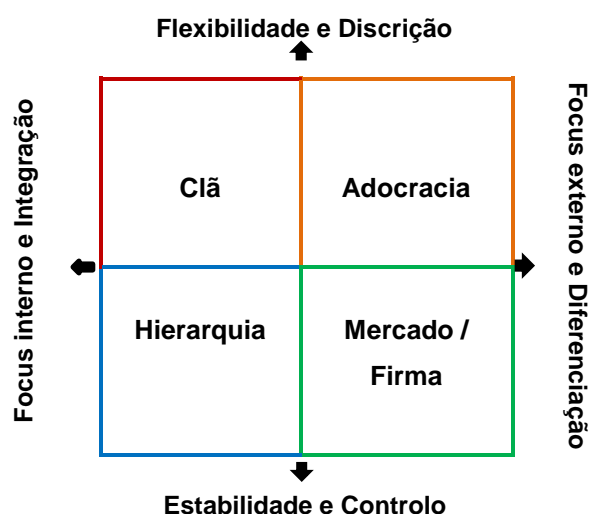 Flexibilidade e Discrição
Focus interno e Integração
Focus externo e Diferenciação
Clã
Adocracia
Hierarquia
Mercado /
Firma
Estabilidade e Controlo